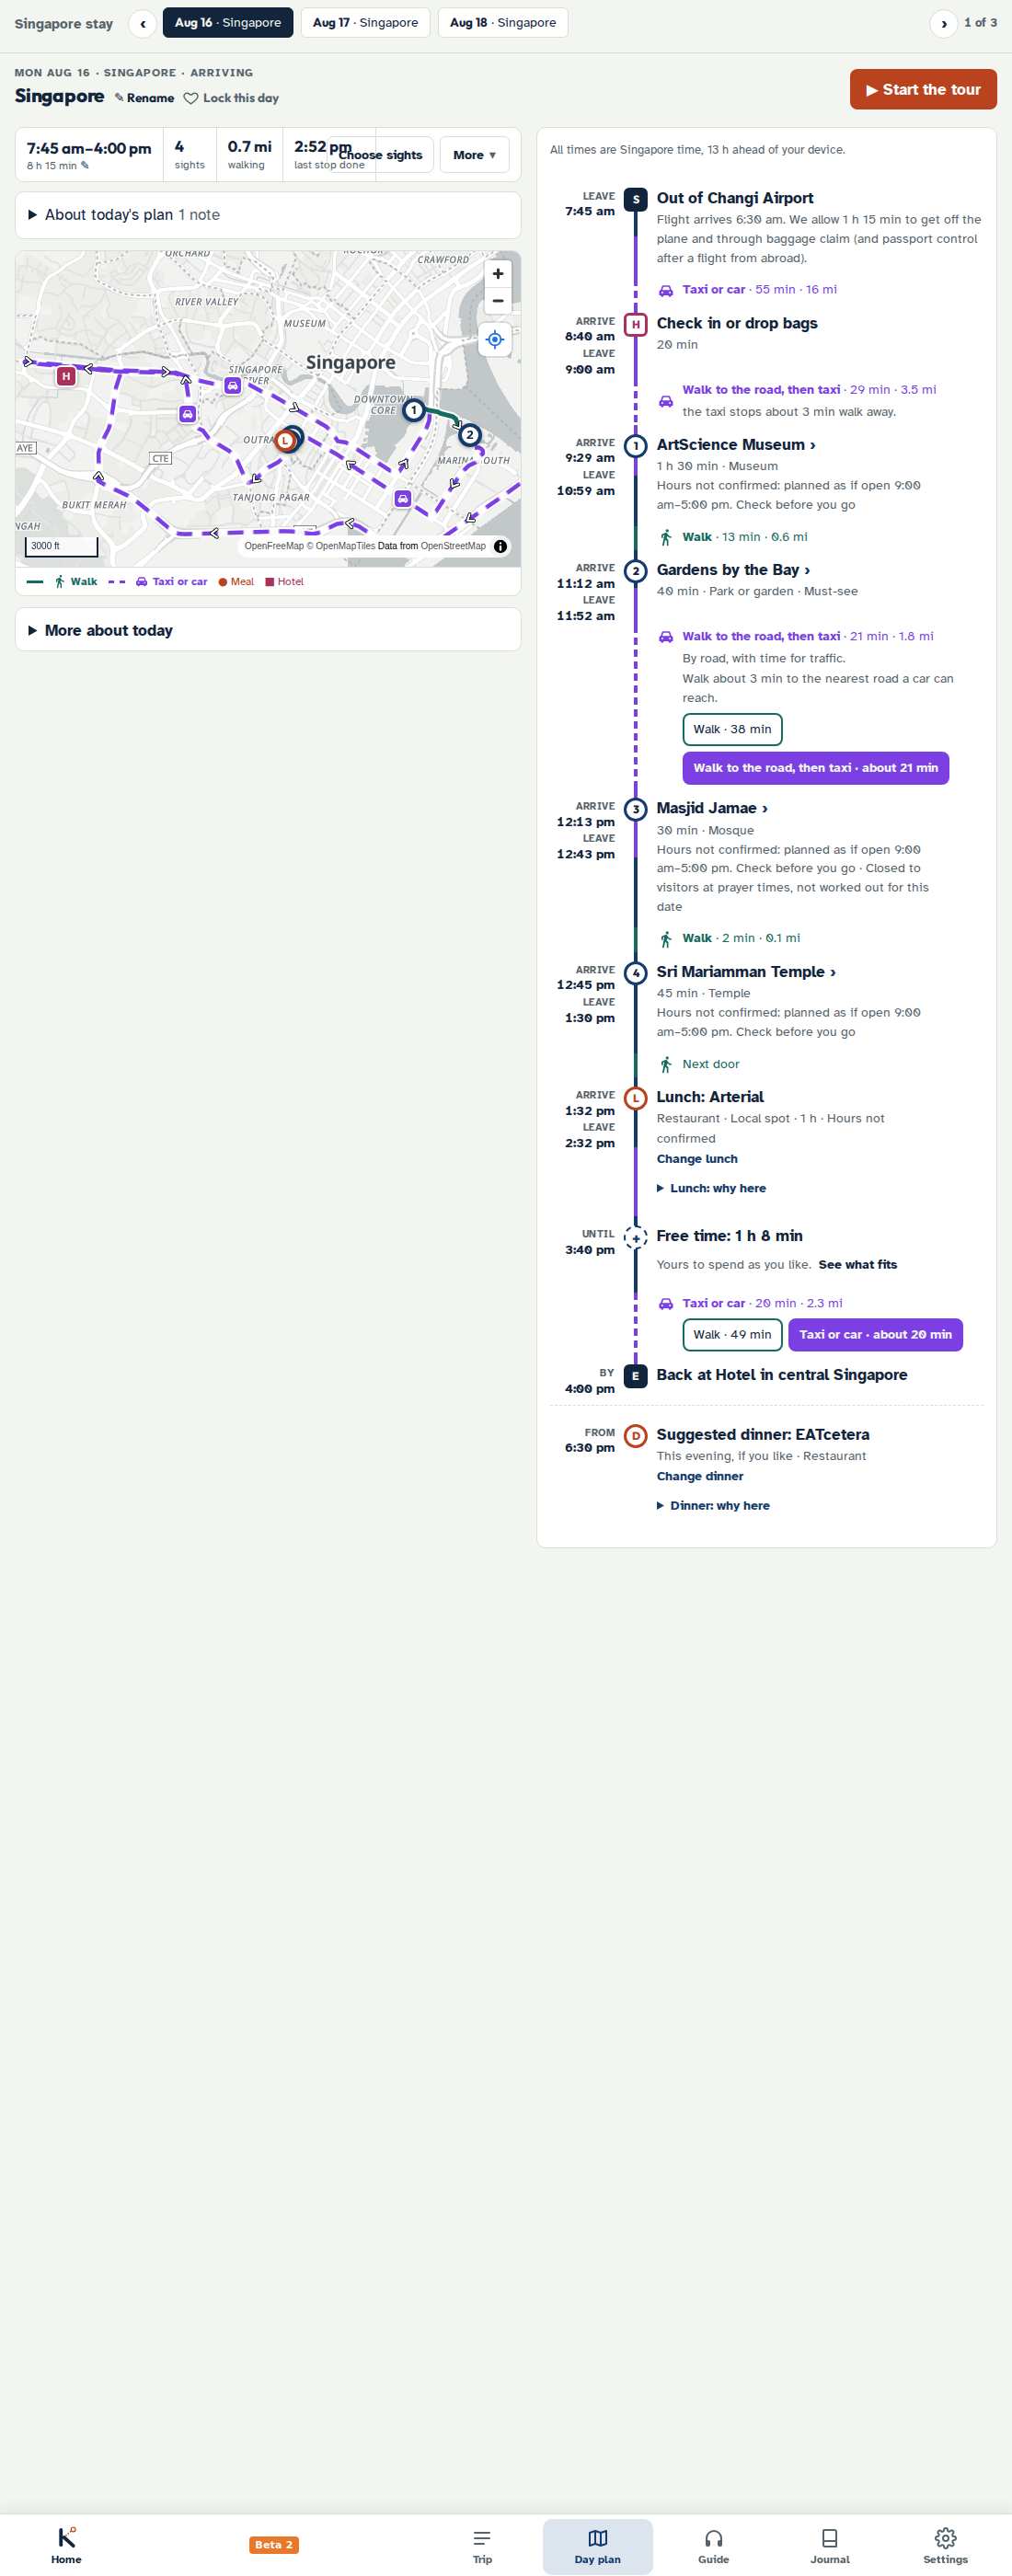 Singapore stay
‹
Aug 16 · Singapore
Aug 17 · Singapore
Aug 18 · Singapore
›
1 of 3
MON AUG 16 · SINGAPORE · ARRIVING
Singapore
✎ Rename
Lock this day
▶ Start the tour
7:45 am–4:00 pm
8 h 15 min ✎
4
sights
0.7 mi
walking
2:52 pm
last stop done
Choose sights
More ▾
▶ About today's plan 1 note
ORCHARD
CRAWFORD
RIVER VALLEY
MUSEUM
Singapore
SINGAPORE
RIVER
DOWNTOWN
CORE
H
1
2
L
AYE
CTE
TANJONG PAGAR
BUKIT MERAH
+
−
3000 ft
OpenFreeMap © OpenMapTiles Data from OpenStreetMap
Walk
Taxi or car
Meal
Hotel
▶ More about today
All times are Singapore time, 13 h ahead of your device.
LEAVE
7:45 am
S
Out of Changi Airport
Flight arrives 6:30 am. We allow 1 h 15 min to get off the
plane and through baggage claim (and passport control
after a flight from abroad).
Taxi or car · 55 min · 16 mi
ARRIVE
8:40 am
LEAVE
9:00 am
H
Check in or drop bags
20 min
Walk to the road, then taxi · 29 min · 3.5 mi
the taxi stops about 3 min walk away.
ARRIVE
9:29 am
LEAVE
10:59 am
1
ArtScience Museum ›
1 h 30 min · Museum
Hours not confirmed: planned as if open 9:00
am–5:00 pm. Check before you go
Walk · 13 min · 0.6 mi
ARRIVE
11:12 am
LEAVE
11:52 am
2
Gardens by the Bay ›
40 min · Park or garden · Must-see
Walk to the road, then taxi · 21 min · 1.8 mi
By road, with time for traffic.
Walk about 3 min to the nearest road a car can
reach.
Walk · 38 min
Walk to the road, then taxi · about 21 min
ARRIVE
12:13 pm
LEAVE
12:43 pm
3
Masjid Jamae ›
30 min · Mosque
Hours not confirmed: planned as if open 9:00
am–5:00 pm. Check before you go · Closed to
visitors at prayer times, not worked out for this
date
Walk · 2 min · 0.1 mi
ARRIVE
12:45 pm
LEAVE
1:30 pm
4
Sri Mariamman Temple ›
45 min · Temple
Hours not confirmed: planned as if open 9:00
am–5:00 pm. Check before you go
Next door
ARRIVE
1:32 pm
LEAVE
2:32 pm
L
Lunch: Arterial
Restaurant · Local spot · 1 h · Hours not
confirmed
Change lunch
▶ Lunch: why here
UNTIL
3:40 pm
+
Free time: 1 h 8 min
Yours to spend as you like. See what fits
Taxi or car · 20 min · 2.3 mi
Walk · 49 min
Taxi or car · about 20 min
BY
4:00 pm
E
Back at Hotel in central Singapore
FROM
6:30 pm
D
Suggested dinner: EATcetera
This evening, if you like · Restaurant
Change dinner
▶ Dinner: why here
Home
Beta 2
Trip
Day plan
Guide
Journal
Settings